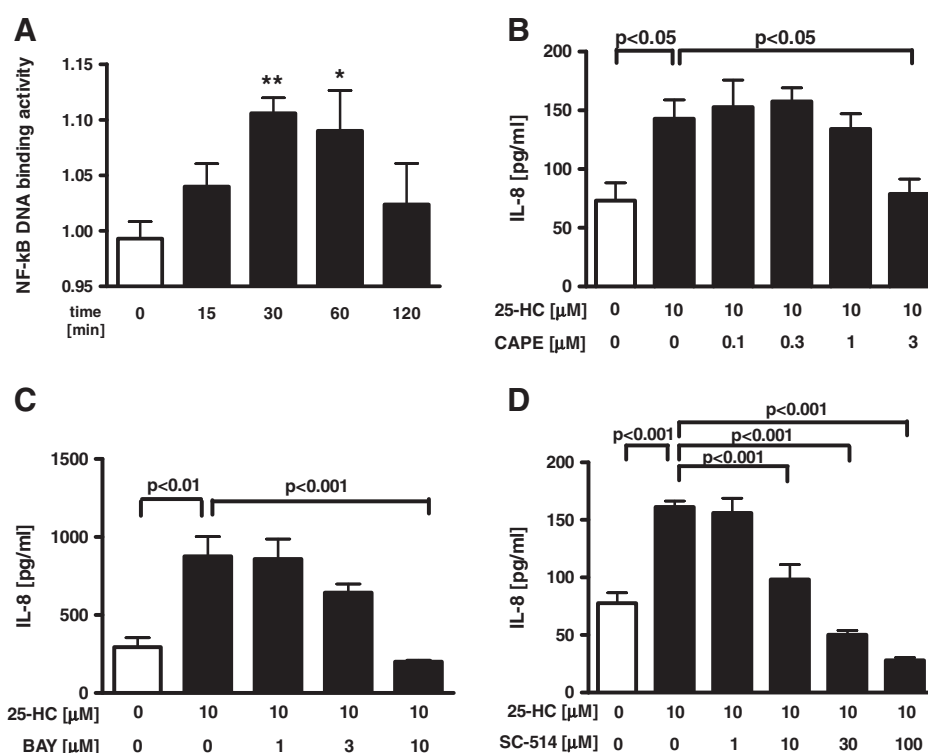 A
NF-kB DNA binding activity
1.15
1.10
1.05
1.00
0.95
**
*
time [min]
0 15 30 60 120
B
IL-8 [pg/ml]
200
150
100
50
0
p<0.05 p<0.05
25-HC [µM] 0 10 10 10 10 10
CAPE [µM] 0 0 0.1 0.3 1 3
C
IL-8 [pg/ml]
1500
1000
500
0
p<0.01 p<0.001
25-HC [µM] 0 10 10 10 10
BAY [µM] 0 0 1 3 10
D
IL-8 [pg/ml]
200
150
100
50
0
p<0.001
p<0.001 p<0.001
p<0.001
25-HC [µM] 0 10 10 10 10 10
SC-514 [µM] 0 0 1 10 30 100